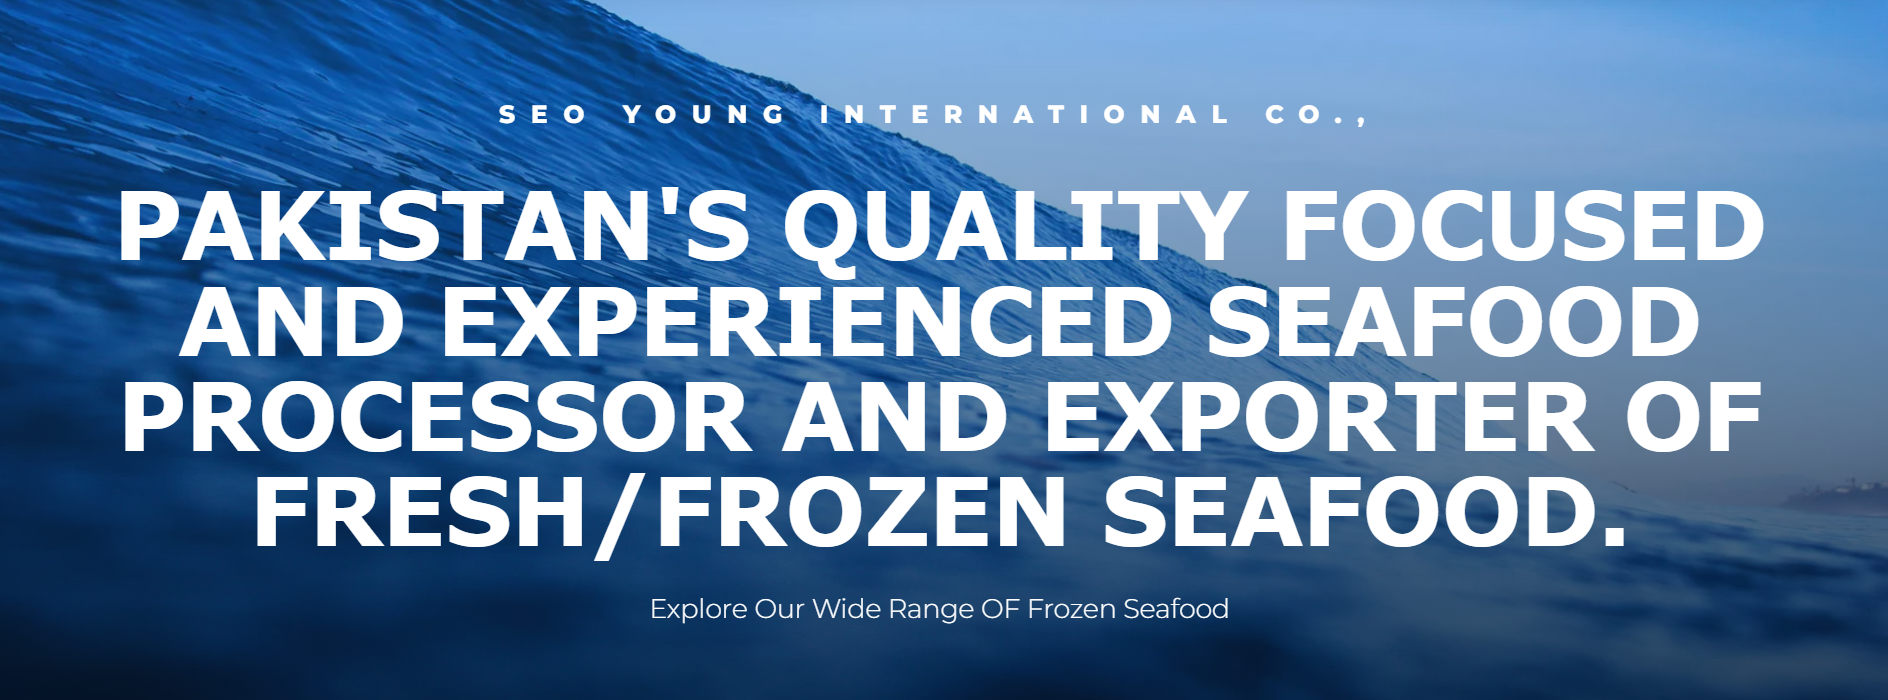 SEO YOUNG INTERNATIONAL CO.,
PAKISTAN'S QUALITY FOCUSED
AND EXPERIENCED SEAFOOD
PROCESSOR AND EXPORTER OF
FRESH/FROZEN SEAFOOD.
Explore Our Wide Range OF Frozen Seafood